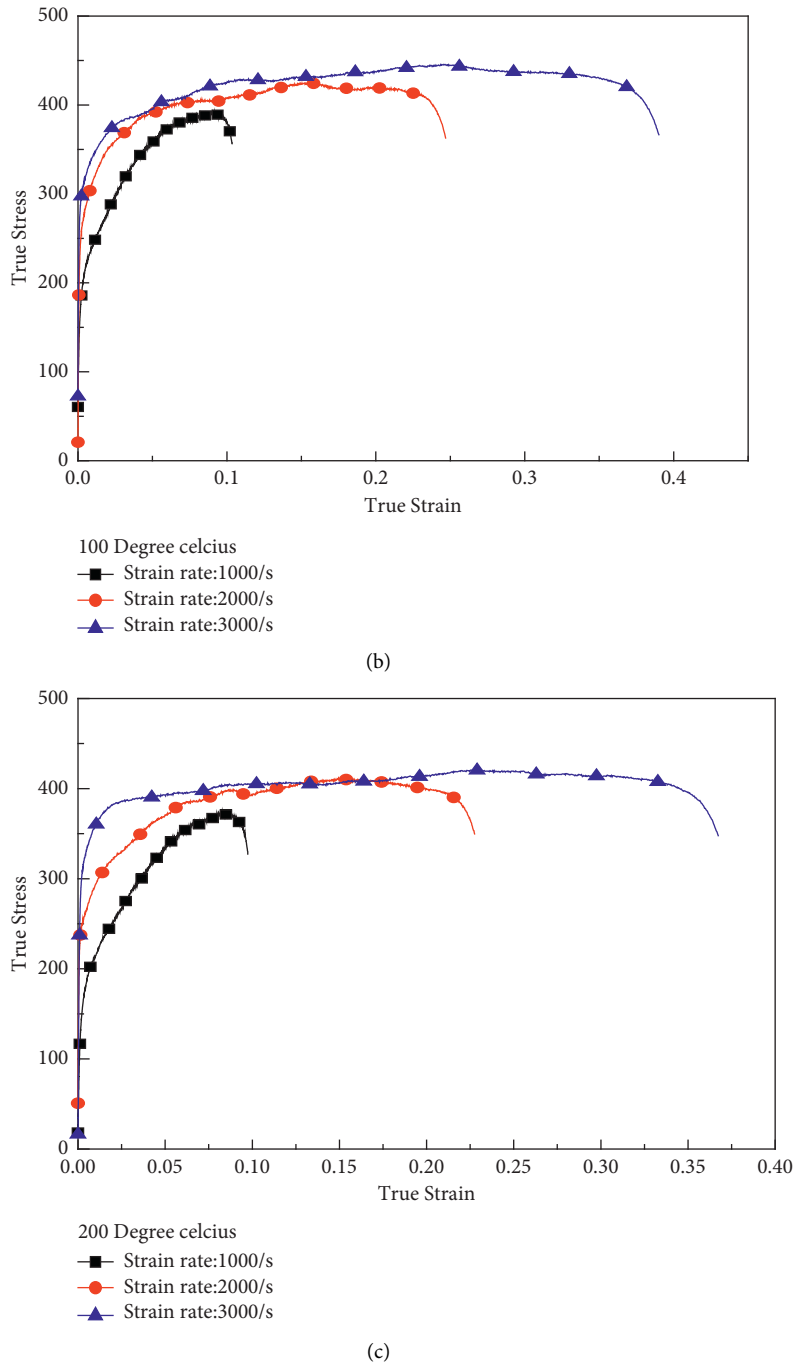 500
400
300
200
100
0
True Stress
0.0 0.1 0.2 0.3 0.4
True Strain
100 Degree celcius
Strain rate:1000/s
Strain rate:2000/s
Strain rate:3000/s
(b)
500
400
300
200
100
0
True Stress
0.00 0.05 0.10 0.15 0.20 0.25 0.30 0.35 0.40
True Strain
200 Degree celcius
Strain rate:1000/s
Strain rate:2000/s
Strain rate:3000/s
(c)